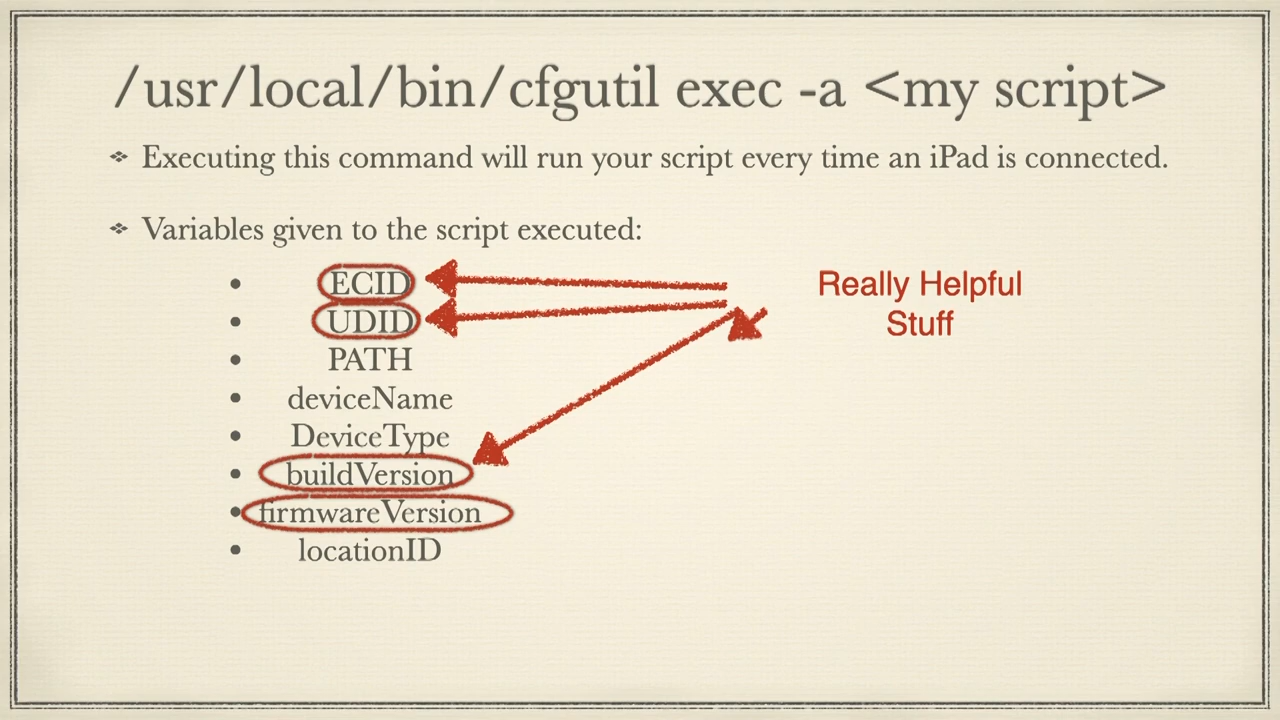 /usr/local/bin/cfgutil exec -a <my script>
Executing this command will run your script every time an iPad is connected.
Variables given to the script executed:
ECID
UDID
PATH
deviceName
DeviceType
buildVersion
firmwareVersion
locationID
Really Helpful
Stuff